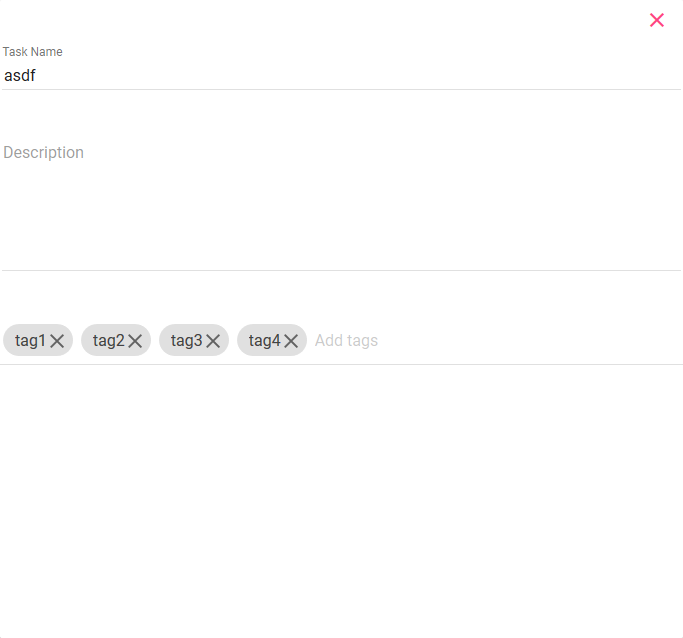 Task Name
asdf
Description
tag1 tag2 tag3 tag4 Add tags